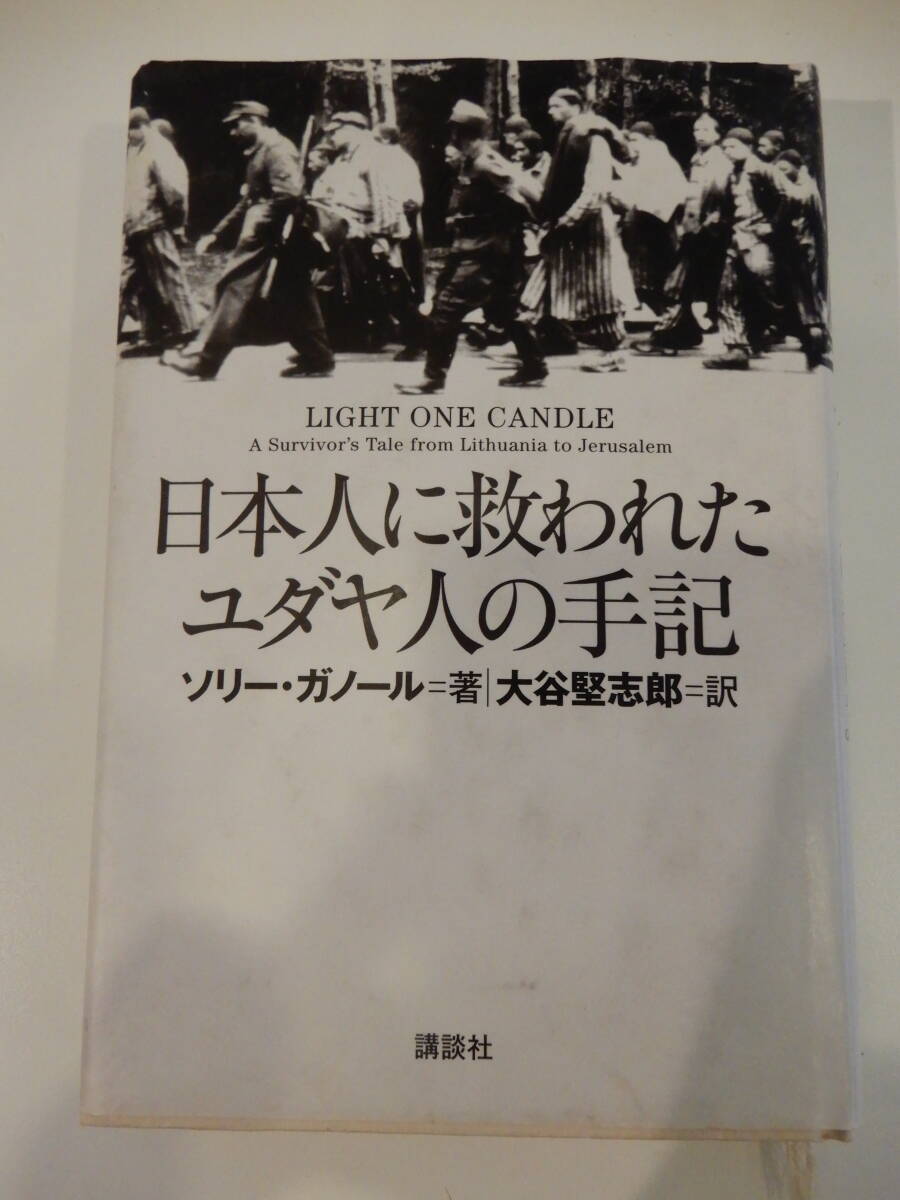 LIGHT ONE CANDLE
A Survivor's Tale from Lithuania to Jerusalem
日本人に救われた
ユダヤ人の手記
ソリー・ガノール=著|大谷堅志郎=訳
講談社